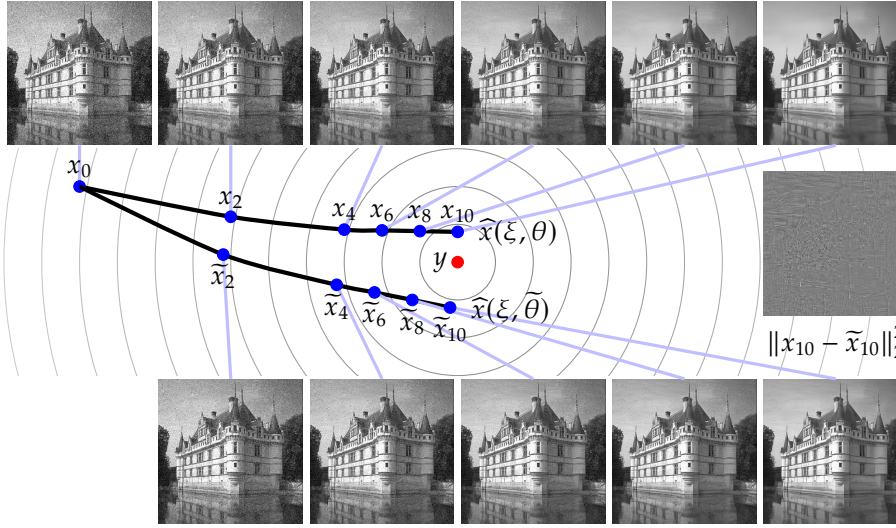 x₀
x₂
x₄ x₆ x₈ x₁₀
x̂(ξ, θ)
y
x̃₂
x̃₄ x̃₆ x̃₈ x̃₁₀
x̂(ξ, θ̃)
‖x₁₀ − x̃₁₀‖